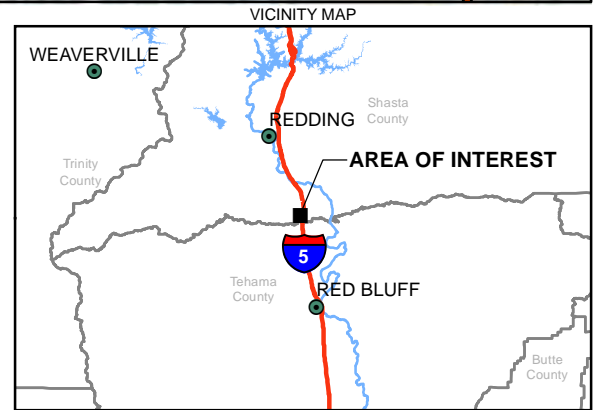 VICINITY MAP
WEAVERVILLE
Shasta
County
REDDING
Trinity
County
AREA OF INTEREST
5
Tehama
County
RED BLUFF
Butte
County